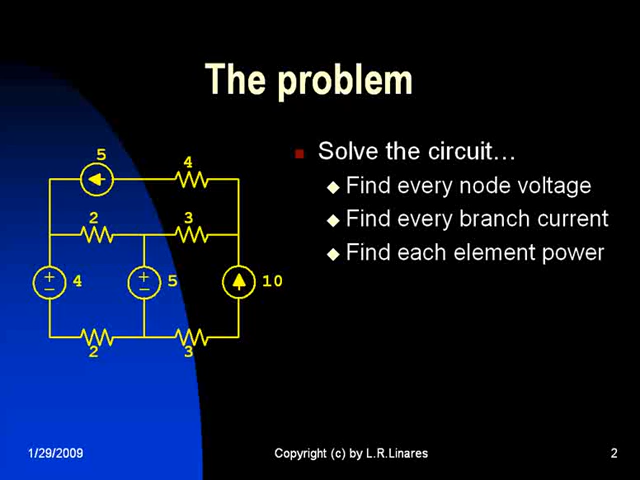 The problem
5
4
2
3
+
−
4
+
−
5
10
2
3
Solve the circuit…
Find every node voltage
Find every branch current
Find each element power
1/29/2009
Copyright (c) by L.R.Linares
2